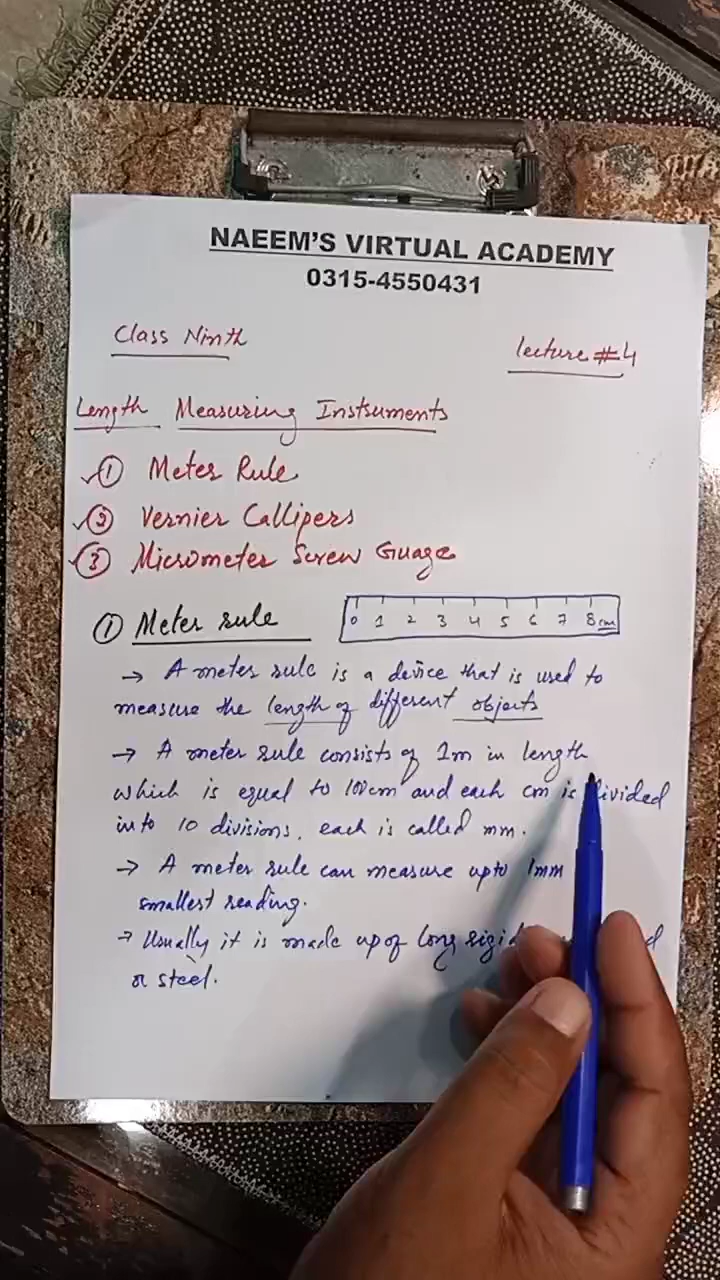 NAEEM'S VIRTUAL ACADEMY
0315-4550431
Class Ninth
lecture #4
Length Measuring Instuments
① Meter Rule
② Vernier Callipers
③ Micrometer Screw Guage
① Meter rule
0 1 2 3 4 5 6 7 8 cm
→ A meter rule is a device that is used to
measure the length of different objects
→ A meter rule consists of 1m in length
which is equal to 100cm and each cm is divided
into 10 divisions, each is called mm.
→ A meter rule can measure upto 1mm
smallest reading.
→ Usually it is made up of long rigid
or steel.